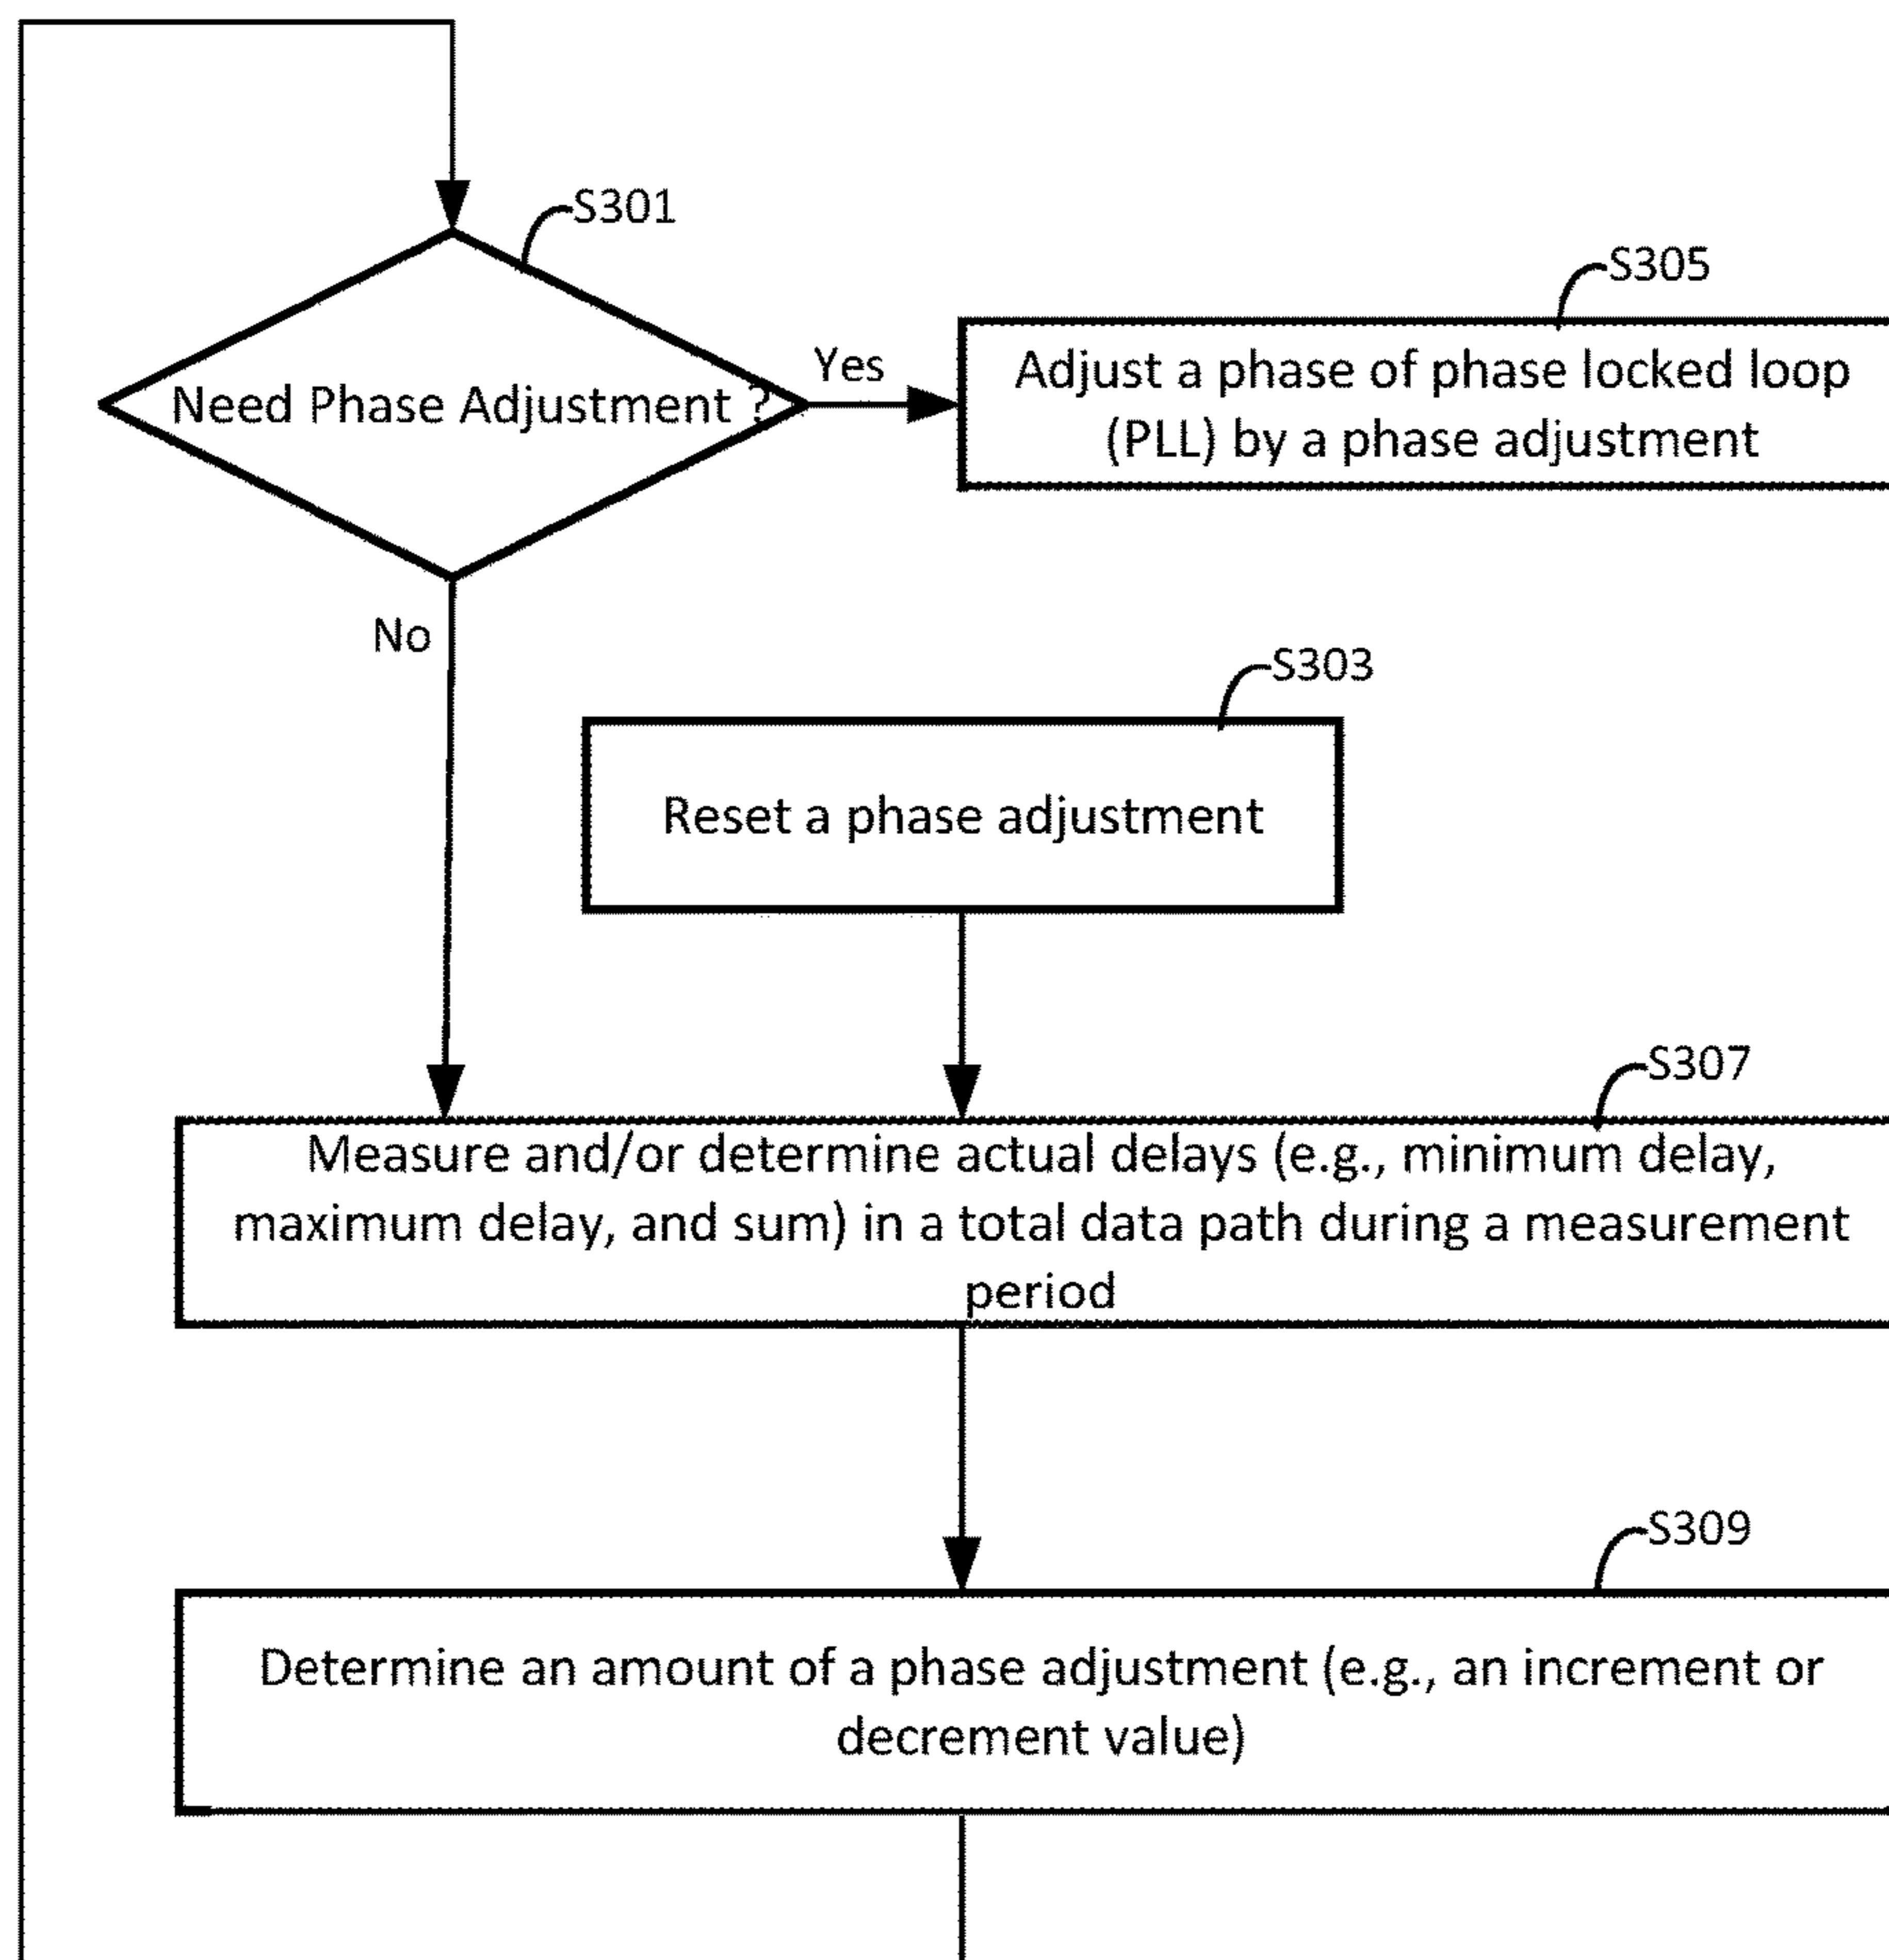 S301
S305
Yes
Adjust a phase of phase locked loop
(PLL) by a phase adjustment
Need Phase Adjustment ?
No
S303
Reset a phase adjustment
S307
Measure and/or determine actual delays (e.g., minimum delay,
maximum delay, and sum) in a total data path during a measurement
period
S309
Determine an amount of a phase adjustment (e.g., an increment or
decrement value)